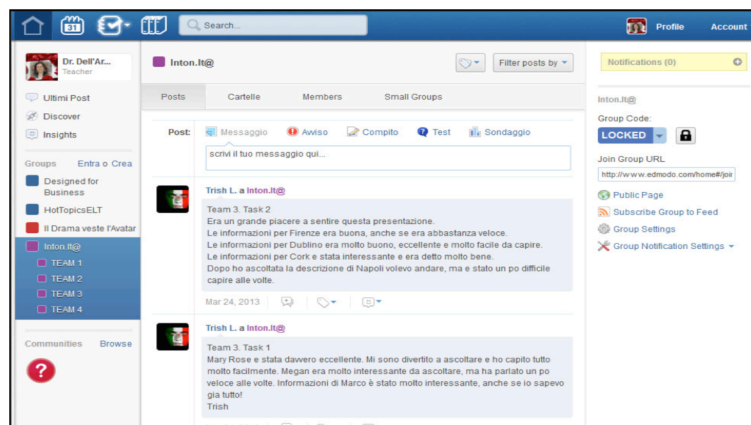 31
Search...
Profile
Account
Dr. Dell'Ar...
Teacher
Ultimi Post
Discover
Insights
Groups Entra o Crea
Designed for
Business
HotTopicsELT
Il Drama veste l'Avatar
Inton.It@
TEAM 1
TEAM 2
TEAM 3
TEAM 4
Communities Browse
?
Inton.It@
Filter posts by
Posts Cartelle Members Small Groups
Post: Messaggio Avviso Compito Test Sondaggio
scrivi il tuo messaggio qui...
Trish L. a Inton.It@
Team 3. Task 2
Era un grande piacere a sentire questa presentazione.
Le informazioni per Firenze era buona, anche se era abbastanza veloce.
Le informazioni per Dublino era molto buono, eccellente e molto facile da capire.
Le informazioni per Cork e stata interessante e era detto molto bene.
Dopo ho ascoltata la descrizione di Napoli volevo andare, ma e stato un po difficile
capire alle volte.
Mar 24, 2013
Trish L. a Inton.It@
Team 3. Task 1
Mary Rose e stata davvero eccellente. Mi sono divertito a ascoltare e ho capito tutto
molto facilmente. Megan era molto interessante da ascoltare, ma ha parlato un po
veloce alle volte. Informazioni di Marco è stato molto interessante, anche se io sapevo
gia tutto!
Trish
Notifications (0)
Inton.It@
Group Code:
LOCKED
Join Group URL
http://www.edmodo.com/home#/joi
Public Page
Subscribe Group to Feed
Group Settings
Group Notification Settings